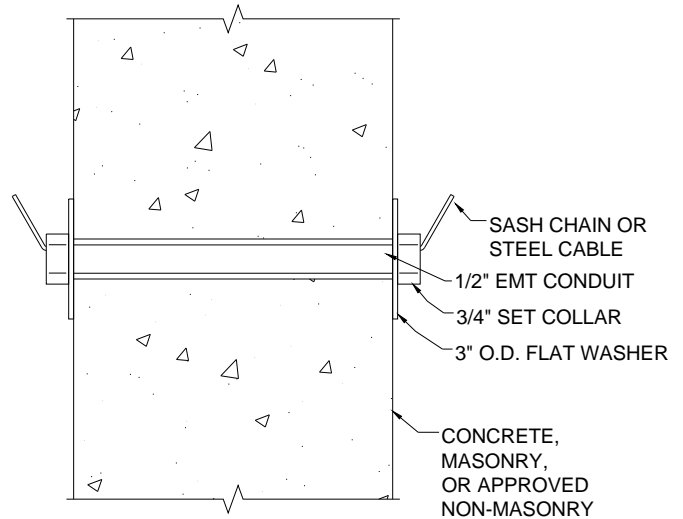 SASH CHAIN OR
STEEL CABLE
1/2" EMT CONDUIT
3/4" SET COLLAR
3" O.D. FLAT WASHER
CONCRETE,
MASONRY,
OR APPROVED
NON-MASONRY